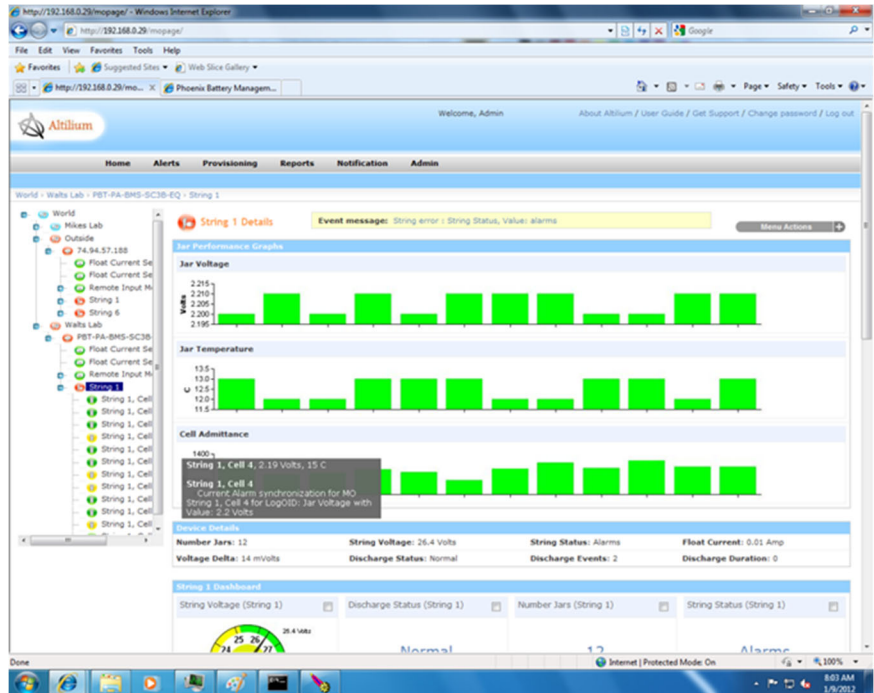 http://192.168.0.29/mopage/ - Windows Internet Explorer
http://192.168.0.29/mopage/
Google
File Edit View Favorites Tools Help
Favorites Suggested Sites Web Slice Gallery
http://192.168.0.29/mo... Phoenix Battery Managem...
Page Safety Tools
Altilium
Welcome, Admin
About Altilium / User Guide / Get Support / Change password / Log out
Home Alerts Provisioning Reports Notification Admin
World › Walts Lab › PBT-PA-BMS-SC38-EQ › String 1
World
Mikes Lab
Outside
74.94.57.188
Float Current Se
Float Current Se
Remote Input Mo
String 1
String 6
Walts Lab
PBT-PA-BMS-SC38
Float Current Se
Float Current Se
Remote Input Mo
String 1
String 1, Cell
String 1, Cell
String 1, Cell
String 1, Cell
String 1, Cell
String 1, Cell
String 1, Cell
String 1, Cell
String 1, Cell
String 1, Cell
String 1, Cell
String 1 Details
Event message: String error : String Status, Value: alarms
Menu Actions
Jar Performance Graphs
Jar Voltage
Volts
2.215
2.210
2.205
2.200
2.195
Jar Temperature
C
13.5
13.0
12.5
12.0
11.5
Cell Admittance
1400
String 1, Cell 4, 2.19 Volts, 15 C
String 1, Cell 4
Current Alarm synchronization for MO
String 1, Cell 4 for LogOID: Jar Voltage with
Value: 2.2 Volts
Device Details
Number Jars: 12 String Voltage: 26.4 Volts String Status: Alarms Float Current: 0.01 Amp
Voltage Delta: 14 mVolts Discharge Status: Normal Discharge Events: 2 Discharge Duration: 0
String 1 Dashboard
String Voltage (String 1) Discharge Status (String 1) Number Jars (String 1) String Status (String 1)
26.4 Volts
24 25 26 27
Normal
12
Alarms
Done
Internet | Protected Mode: On
100%
8:03 AM
1/9/2012